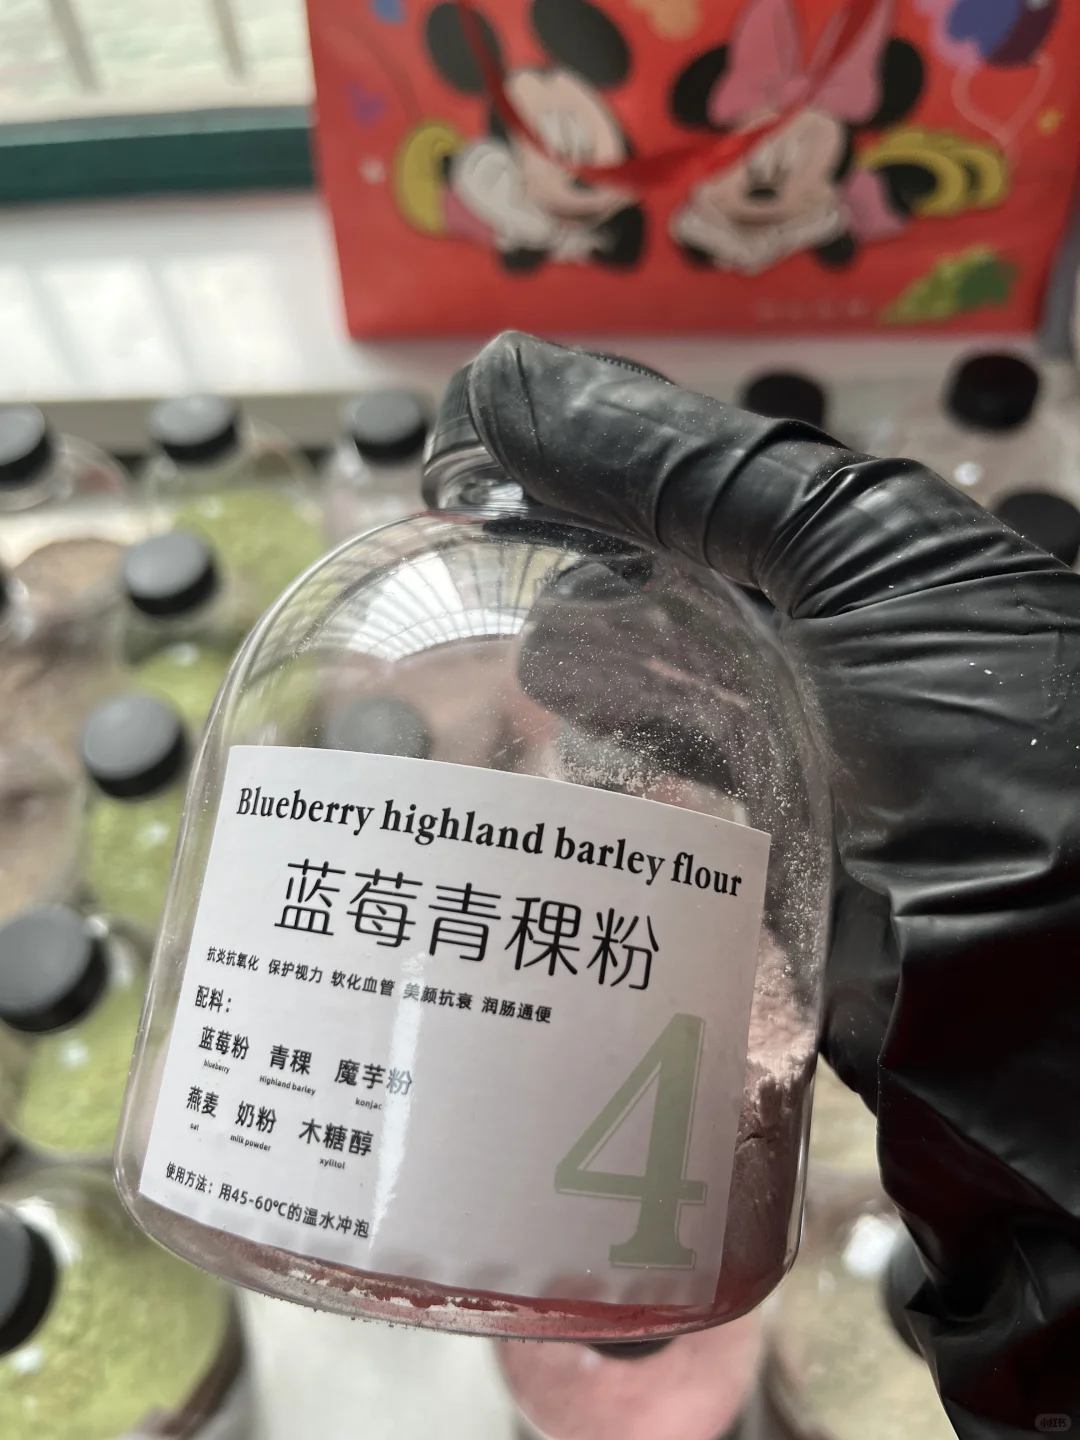 Blueberry highland barley flour
蓝莓青稞粉
抗炎抗氧化 保护视力 软化血管 美颜抗衰 润肠通便
配料：
蓝莓粉 青稞 魔芋粉
blueberry Highland barley konjac
燕麦 奶粉 木糖醇
oat milk powder xylitol
使用方法：用45-60℃的温水冲泡
4
小红书